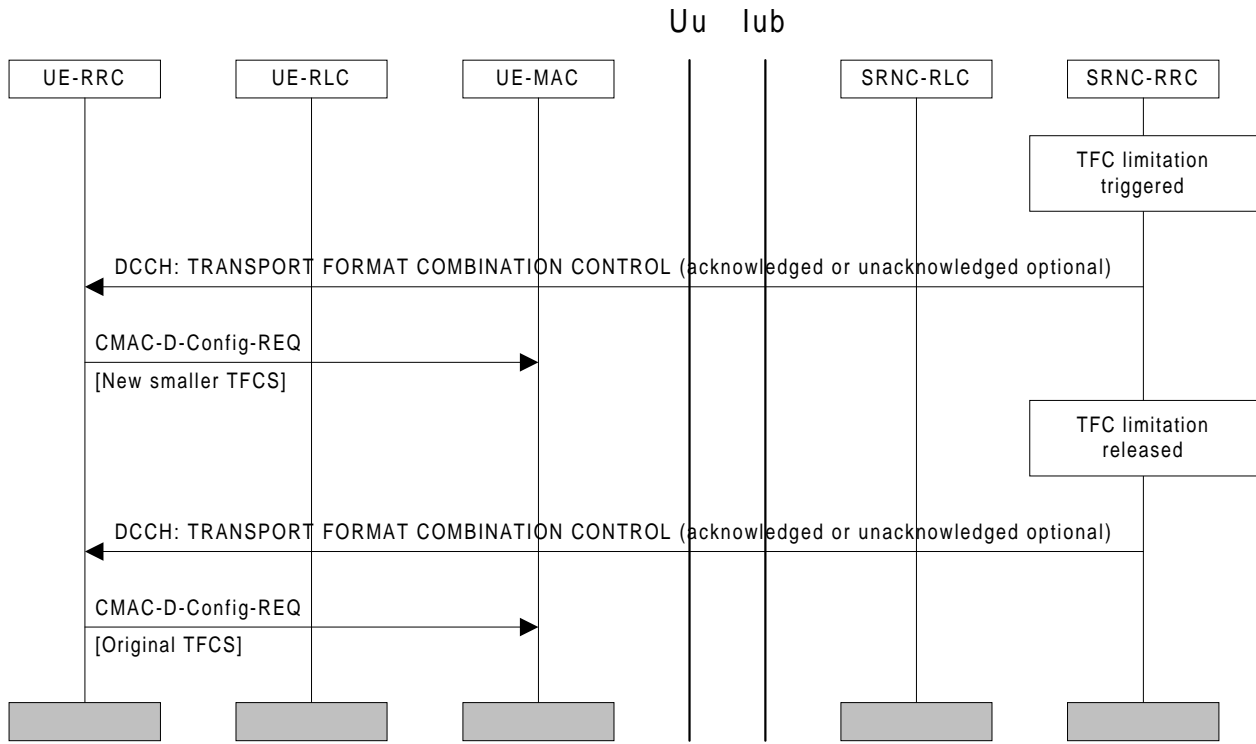 Uu Iub
UE-RRC UE-RLC UE-MAC SRNC-RLC SRNC-RRC
TFC limitation
triggered
DCCH: TRANSPORT FORMAT COMBINATION CONTROL (acknowledged or unacknowledged optional)
CMAC-D-Config-REQ
[New smaller TFCS]
TFC limitation
released
DCCH: TRANSPORT FORMAT COMBINATION CONTROL (acknowledged or unacknowledged optional)
CMAC-D-Config-REQ
[Original TFCS]